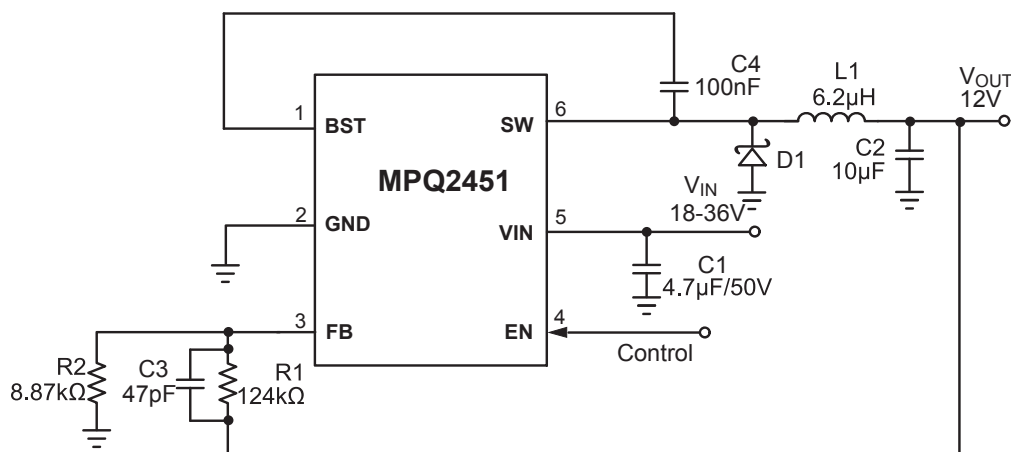 C4
100nF
L1
6.2µH
VOUT
12V
1
BST
SW
6
D1
C2
10µF
MPQ2451
VIN
18-36V
2
GND
VIN
5
C1
4.7µF/50V
3
FB
EN
4
Control
R2
8.87kΩ
C3
47pF
R1
124kΩ